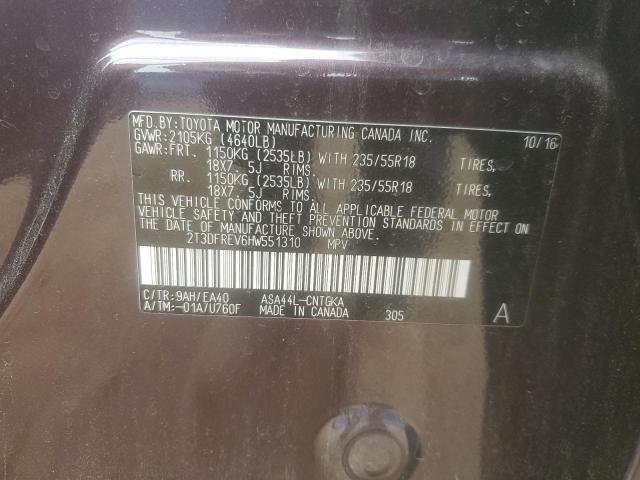 MFD.BY:TOYOTA MOTOR MANUFACTURING CANADA INC. 10/16
GVWR:2105KG (4640LB)
GAWR:FRT. 1150KG (2535LB) WITH 235/55R18 TIRES,
18X7.5J RIMS.
RR. 1150KG (2535LB) WITH 235/55R18 TIRES,
18X7.5J RIMS.
THIS VEHICLE CONFORMS TO ALL APPLICABLE FEDERAL MOTOR
VEHICLE SAFETY AND THEFT PREVENTION STANDARDS IN EFFECT ON
THE DATE OF MANUFACTURE SHOWN ABOVE.
2T3DFREV6HW551310 MPV
C/TR:9AH/EA40 ASA44L-CNTGKA
A/TM:-01A/U760F MADE IN CANADA 305 A